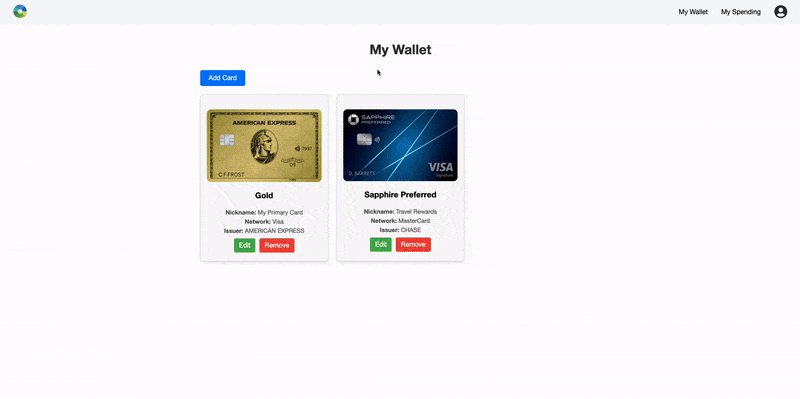 My Wallet
My Spending
My Wallet
Add Card
AMERICAN EXPRESS
C F FROST
Gold
Nickname: My Primary Card
Network: Visa
Issuer: AMERICAN EXPRESS
Edit
Remove
SAPPHIRE
PREFERRED
D. BARRETT
VISA
Signature
Sapphire Preferred
Nickname: Travel Rewards
Network: MasterCard
Issuer: CHASE
Edit
Remove